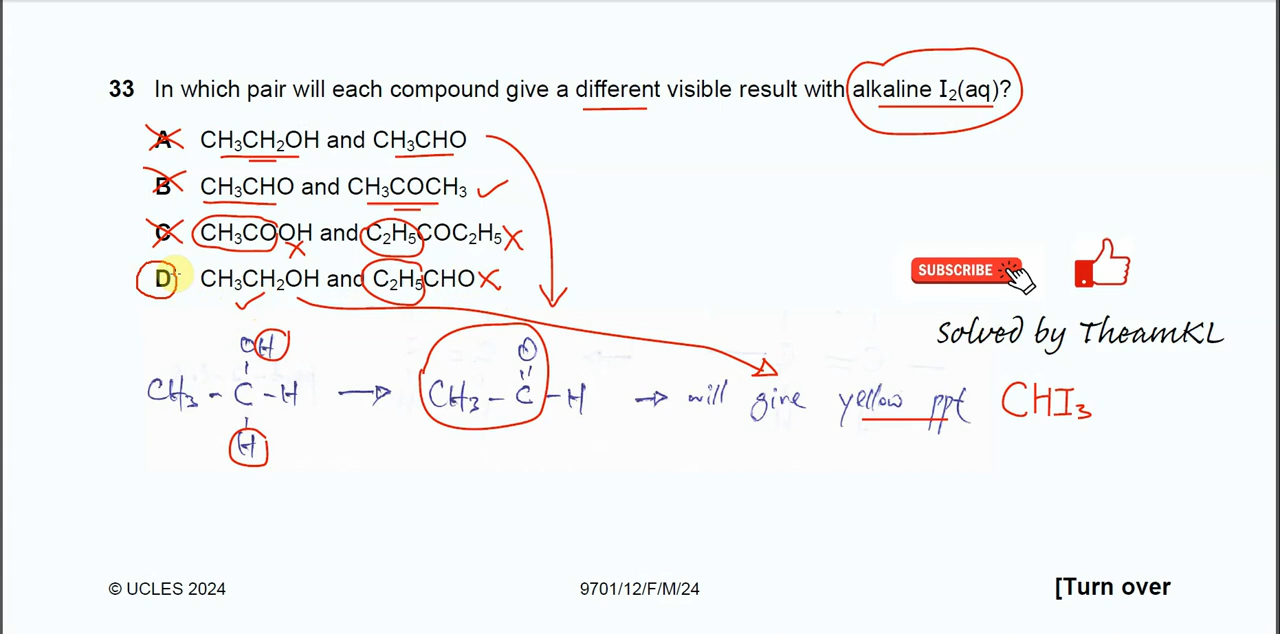 33 In which pair will each compound give a different visible result with alkaline I₂(aq)?
A CH₃CH₂OH and CH₃CHO
B CH₃CHO and CH₃COCH₃
C CH₃COOH and C₂H₅COC₂H₅
D CH₃CH₂OH and C₂H₅CHO
SUBSCRIBE
Solved by TheamKL
OH O
CH₃ - C - H → CH₃ - C - H → will give yellow ppt CHI₃
H
© UCLES 2024 9701/12/F/M/24 [Turn over